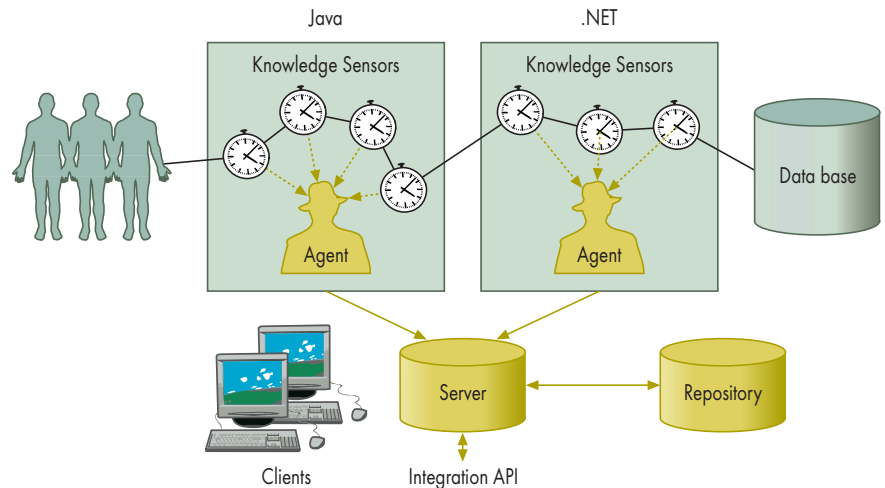 Java
.NET
Knowledge Sensors
Knowledge Sensors
Data base
Agent
Agent
Server
Repository
Clients
Integration API